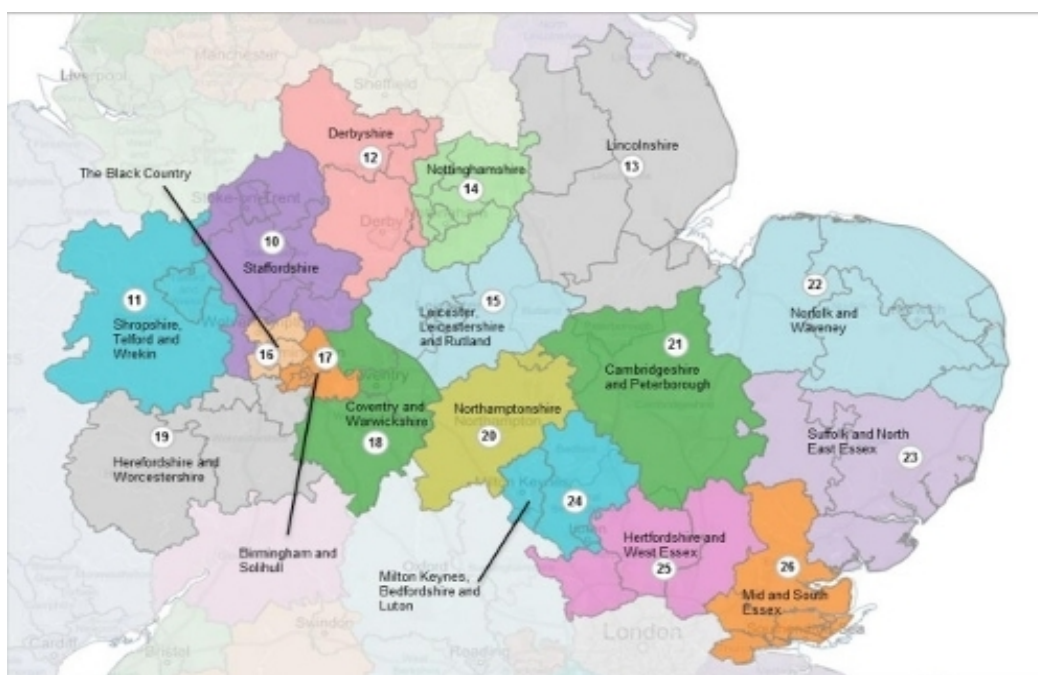 Manchester
Liverpool
Sheffield
Derbyshire
12
Lincolnshire
13
Nottinghamshire
14
The Black Country
Stoke-on-Trent
Derby
10
Staffordshire
11
Shropshire,
Telford and
Wrekin
15
Leicester,
Leicestershire
and Rutland
22
Norfolk and
Waveney
16
17
21
Cambridgeshire
and Peterborough
Coventry
Coventry and
Warwickshire
18
Northamptonshire
Northampton
20
19
Herefordshire and
Worcestershire
Suffolk and North
East Essex
23
Milton Keynes
24
Luton
Birmingham and
Solihull
Hertfordshire and
West Essex
25
26
Mid and South
Essex
Milton Keynes,
Bedfordshire and
Luton
Oxford
London
Swindon
Cardiff
Bristol
Reading